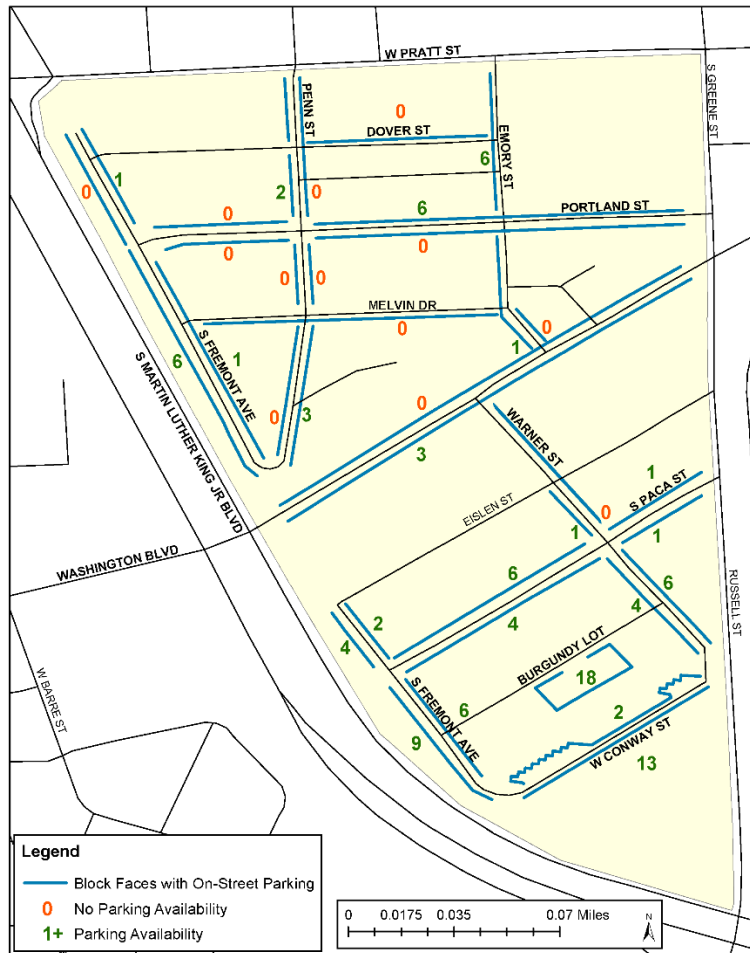 W PRATT ST
S GREENE ST
PENN ST
0
DOVER ST
EMORY ST
6
1
0
2
0
0
6
PORTLAND ST
0
0
0
0
MELVIN DR
0
0
1
S FREMONT AVE
1
6
0
3
0
3
S MARTIN LUTHER KING JR BLVD
WARNER ST
1
S PACA ST
EISLEN ST
0
1
1
WASHINGTON BLVD
6
6
RUSSELL ST
2
4
4
4
BURGUNDY LOT
18
W BARRE ST
S FREMONT AVE
6
2
9
W CONWAY ST
13
Legend
Block Faces with On-Street Parking
0 No Parking Availability
1+ Parking Availability
0 0.0175 0.035 0.07 Miles
N